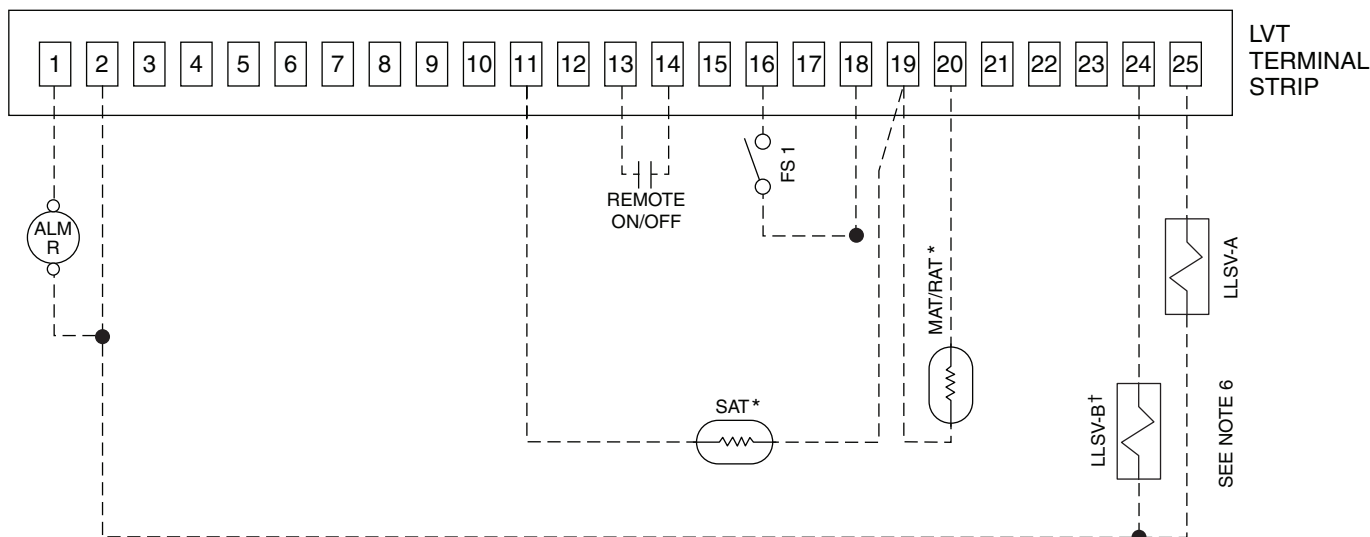 1 2 3 4 5 6 7 8 9 10 11 12 13 14 15 16 17 18 19 20 21 22 23 24 25
LVT
TERMINAL
STRIP
FS 1
REMOTE
ON/OFF
ALM
R
MAT/RAT *
LLSV-A
SAT *
LLSV-B†
SEE NOTE 6